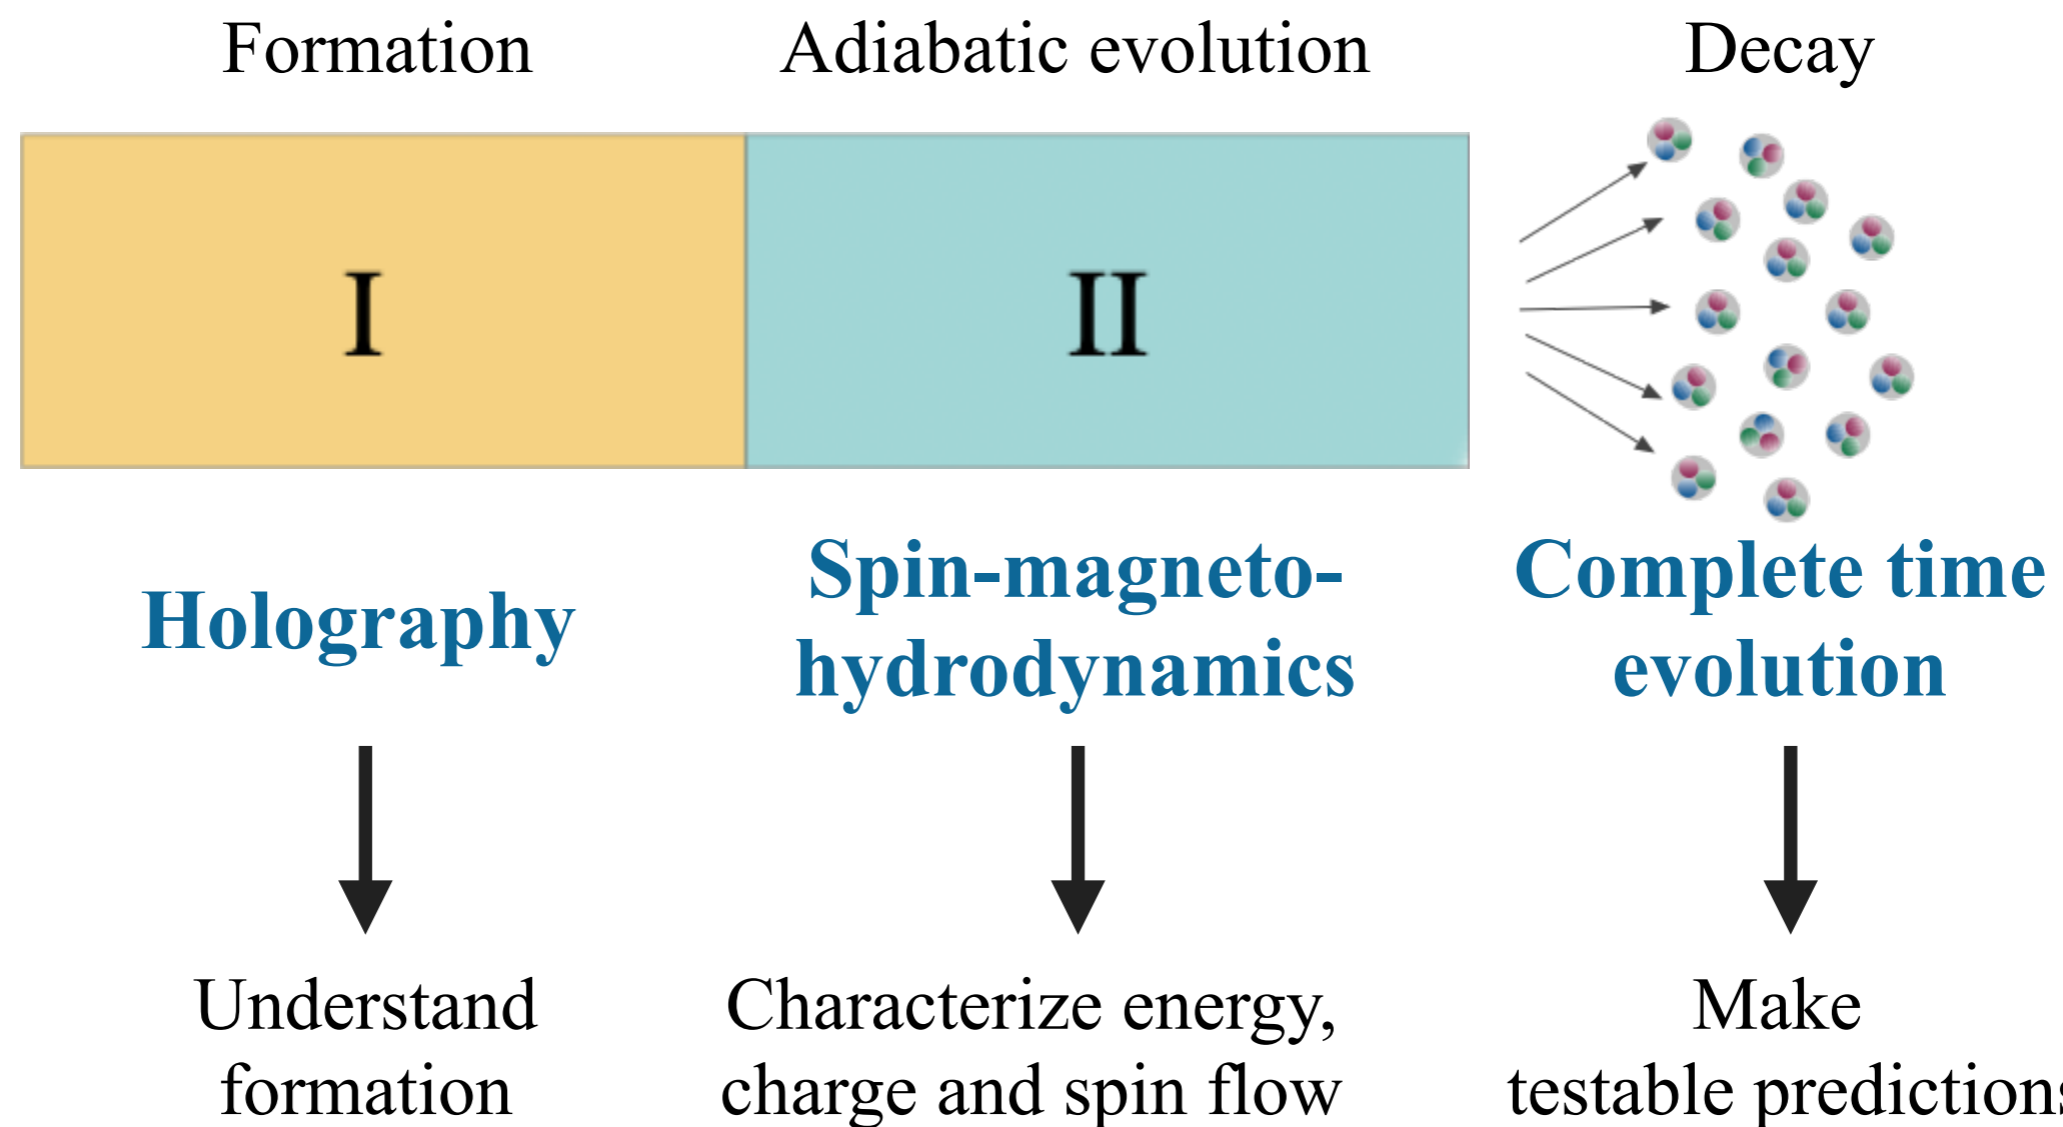 Formation
Adiabatic evolution
Decay
I
II
Holography
Spin-magneto-
hydrodynamics
Complete time
evolution
Understand
formation
Characterize energy,
charge and spin flow
Make
testable predictions